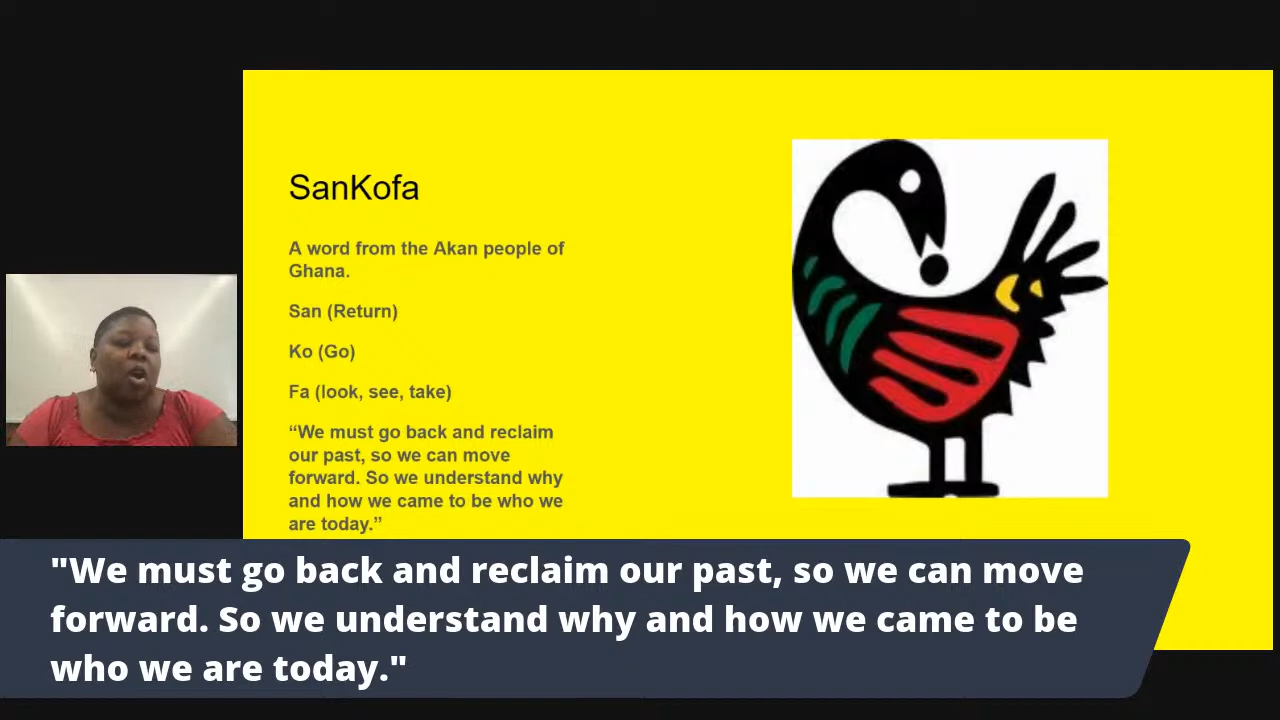 SanKofa
A word from the Akan people of
Ghana.
San (Return)
Ko (Go)
Fa (look, see, take)
“We must go back and reclaim
our past, so we can move
forward. So we understand why
and how we came to be who we
are today.”
"We must go back and reclaim our past, so we can move
forward. So we understand why and how we came to be
who we are today."